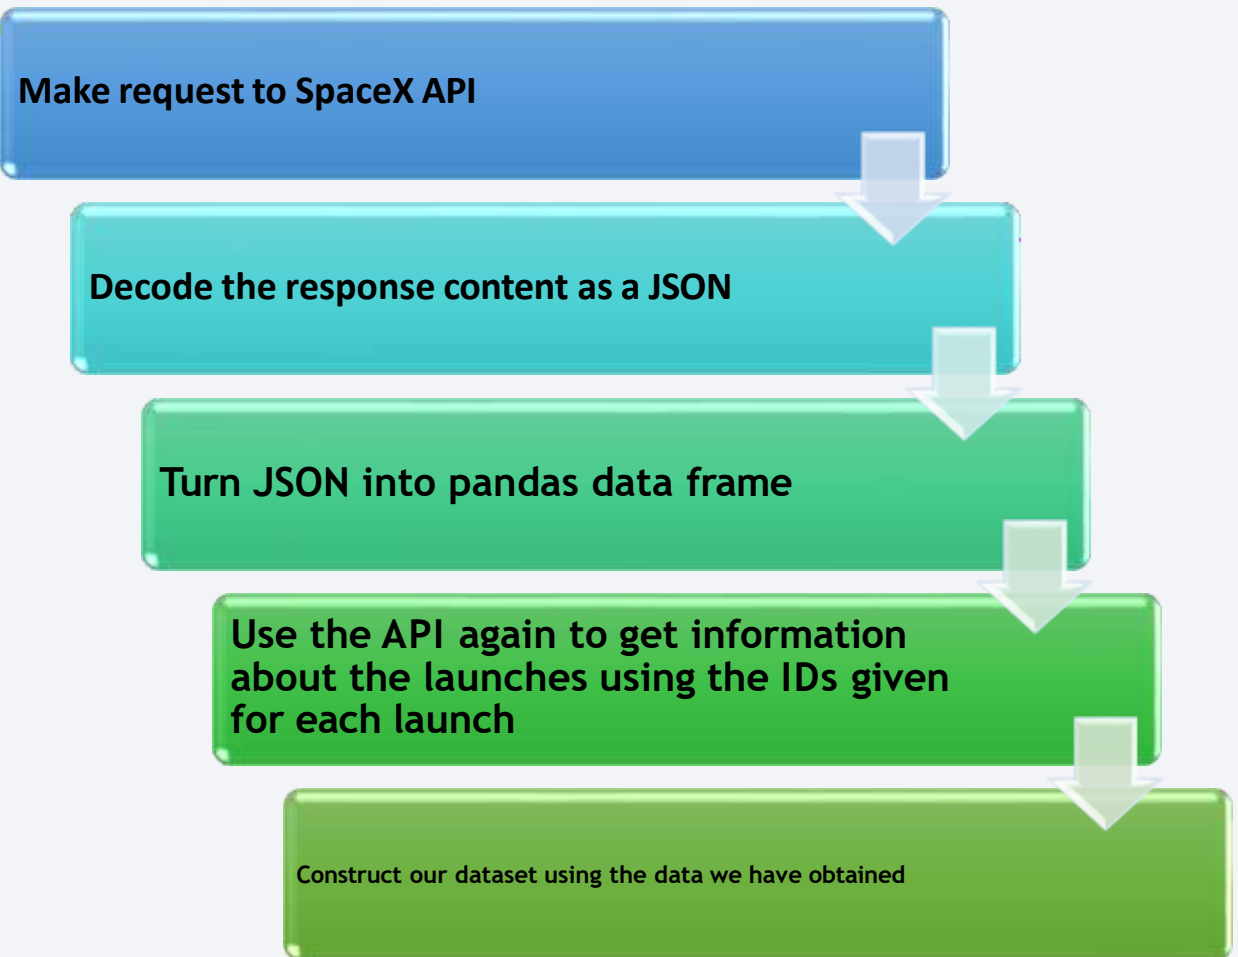 Make request to SpaceX API
Decode the response content as a JSON
Turn JSON into pandas data frame
Use the API again to get information
about the launches using the IDs given
for each launch
Construct our dataset using the data we have obtained